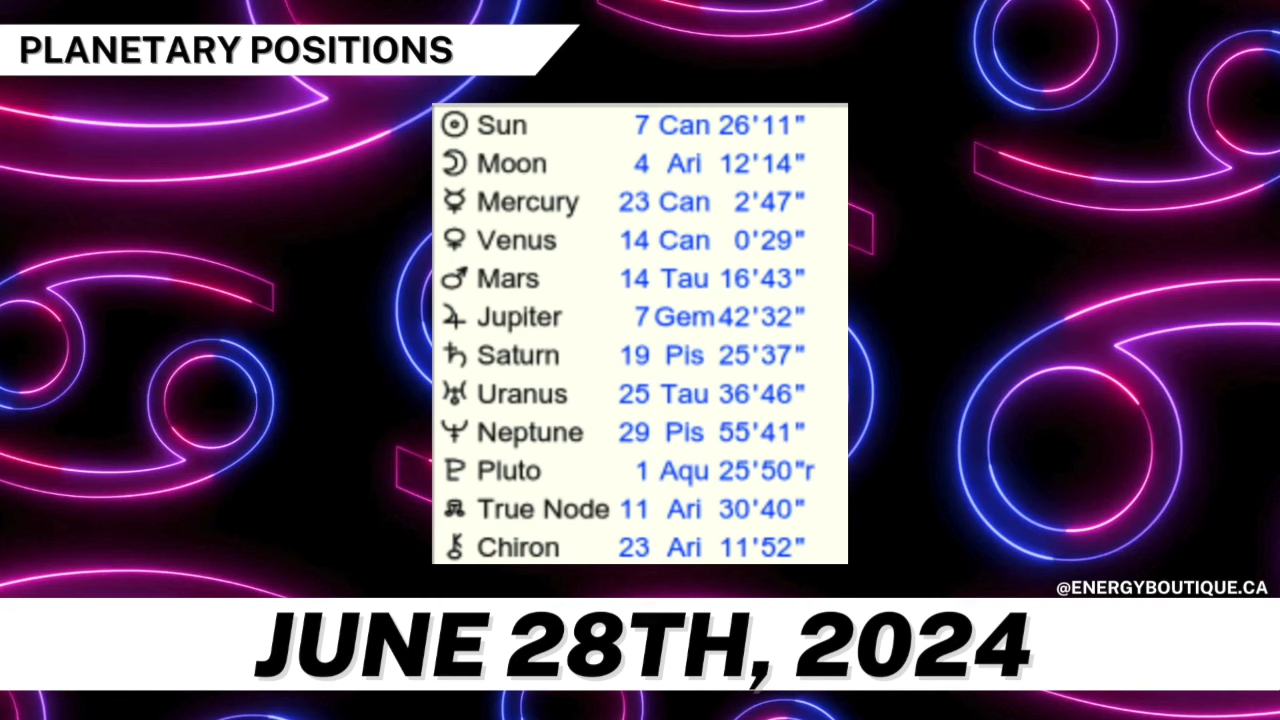 PLANETARY POSITIONS
Sun 7 Can 26'11"
Moon 4 Ari 12'14"
Mercury 23 Can 2'47"
Venus 14 Can 0'29"
Mars 14 Tau 16'43"
Jupiter 7 Gem 42'32"
Saturn 19 Pis 25'37"
Uranus 25 Tau 36'46"
Neptune 29 Pis 55'41"
Pluto 1 Aqu 25'50"r
True Node 11 Ari 30'40"
Chiron 23 Ari 11'52"
@ENERGYBOUTIQUE.CA
JUNE 28TH, 2024